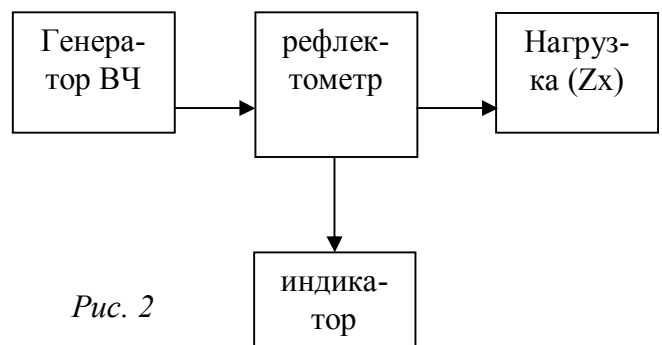 Генера-
тор ВЧ
рефлек-
тометр
Нагруз-
ка (Zx)
индика-
тор
Рис. 2